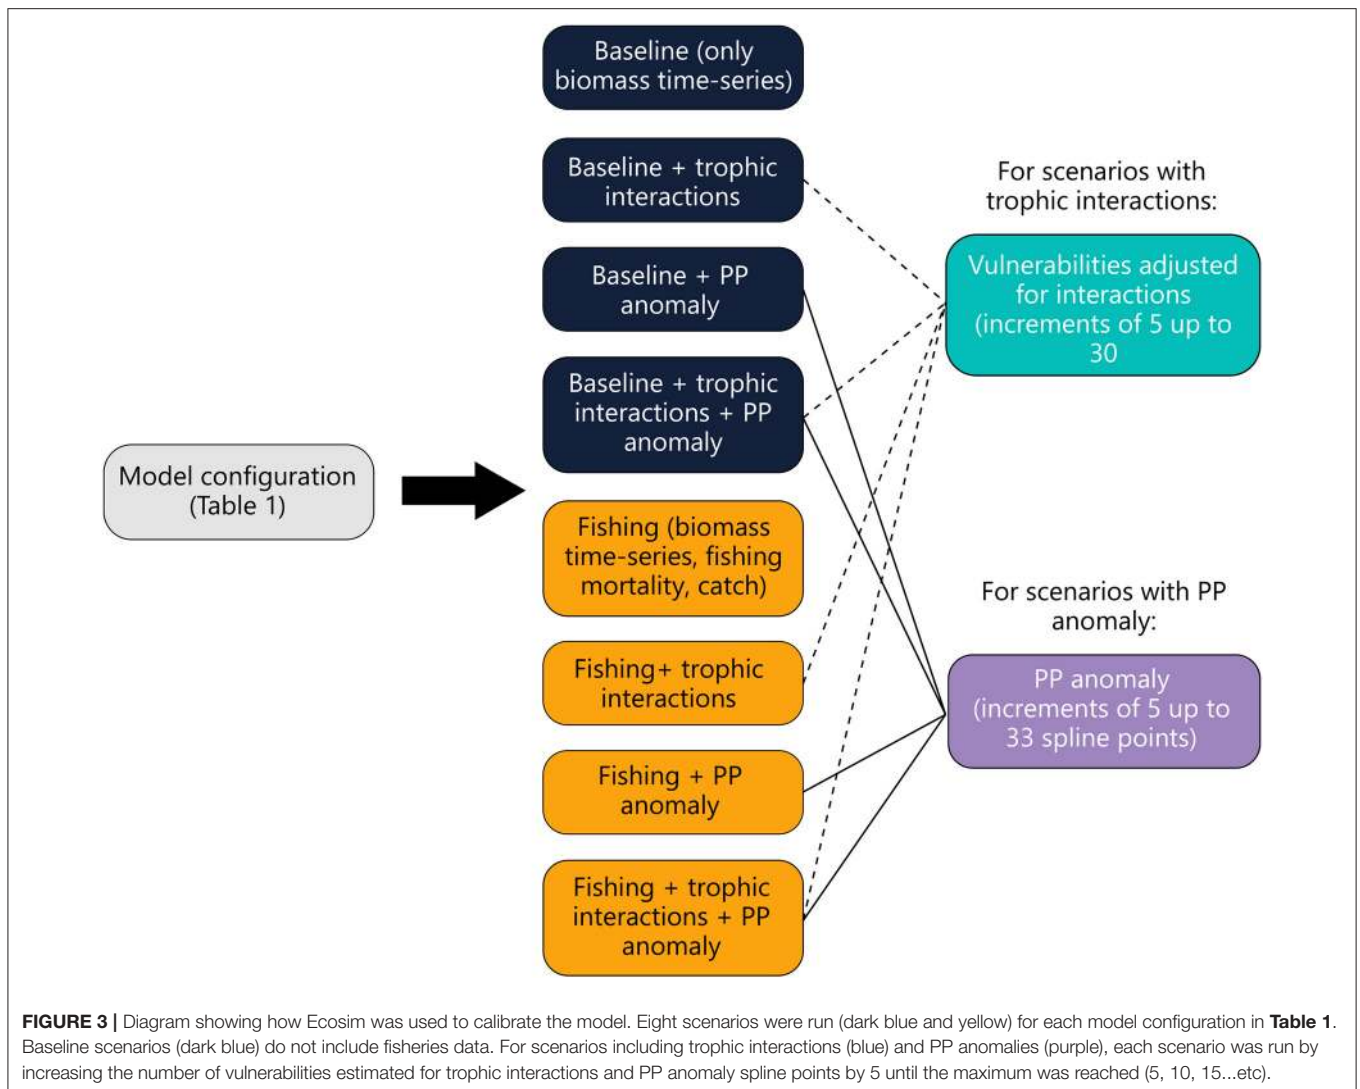 Baseline (only
biomass time-series)
Baseline + trophic
interactions
Baseline + PP
anomaly
Baseline + trophic
interactions + PP
anomaly
Model configuration
(Table 1)
Fishing (biomass
time-series, fishing
mortality, catch)
Fishing+ trophic
interactions
Fishing + PP
anomaly
Fishing + trophic
interactions + PP
anomaly
For scenarios with
trophic interactions:
Vulnerabilities adjusted
for interactions
(increments of 5 up to
30
For scenarios with PP
anomaly:
PP anomaly
(increments of 5 up to
33 spline points)
FIGURE 3 | Diagram showing how Ecosim was used to calibrate the model. Eight scenarios were run (dark blue and yellow) for each model configuration in Table 1.
Baseline scenarios (dark blue) do not include fisheries data. For scenarios including trophic interactions (blue) and PP anomalies (purple), each scenario was run by
increasing the number of vulnerabilities estimated for trophic interactions and PP anomaly spline points by 5 until the maximum was reached (5, 10, 15...etc).